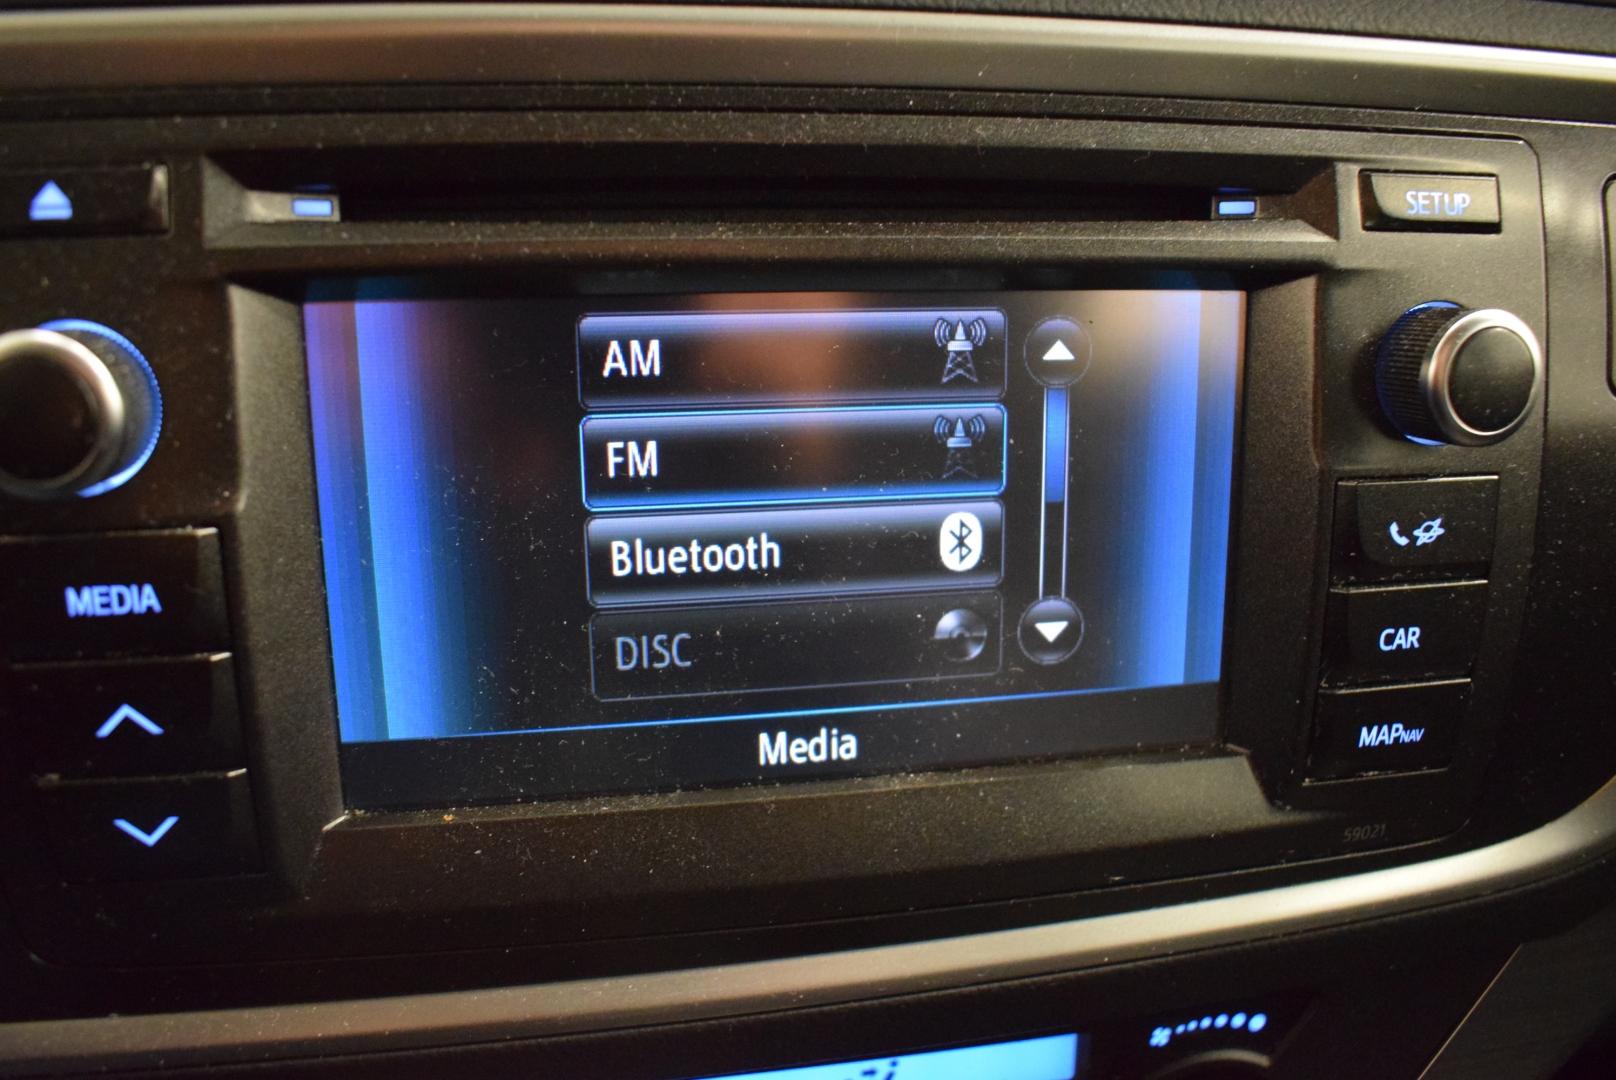 SETUP
AM
FM
Bluetooth
DISC
Media
MEDIA
CAR
MAPNAV
59021